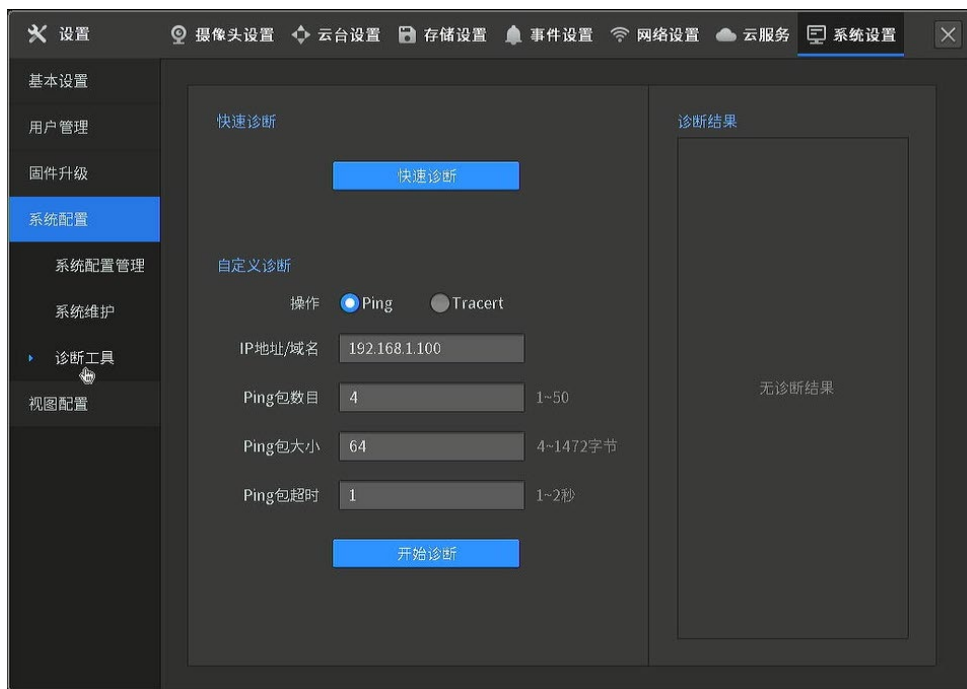 设置 摄像头设置 云台设置 存储设置 事件设置 网络设置 云服务 系统设置
基本设置
用户管理
固件升级
系统配置
系统配置管理
系统维护
诊断工具
视图配置
快速诊断
快速诊断
自定义诊断
操作 Ping Tracert
IP地址/域名 192.168.1.100
Ping包数目 4 1~50
Ping包大小 64 4~1472字节
Ping包超时 1 1~2秒
开始诊断
诊断结果
无诊断结果